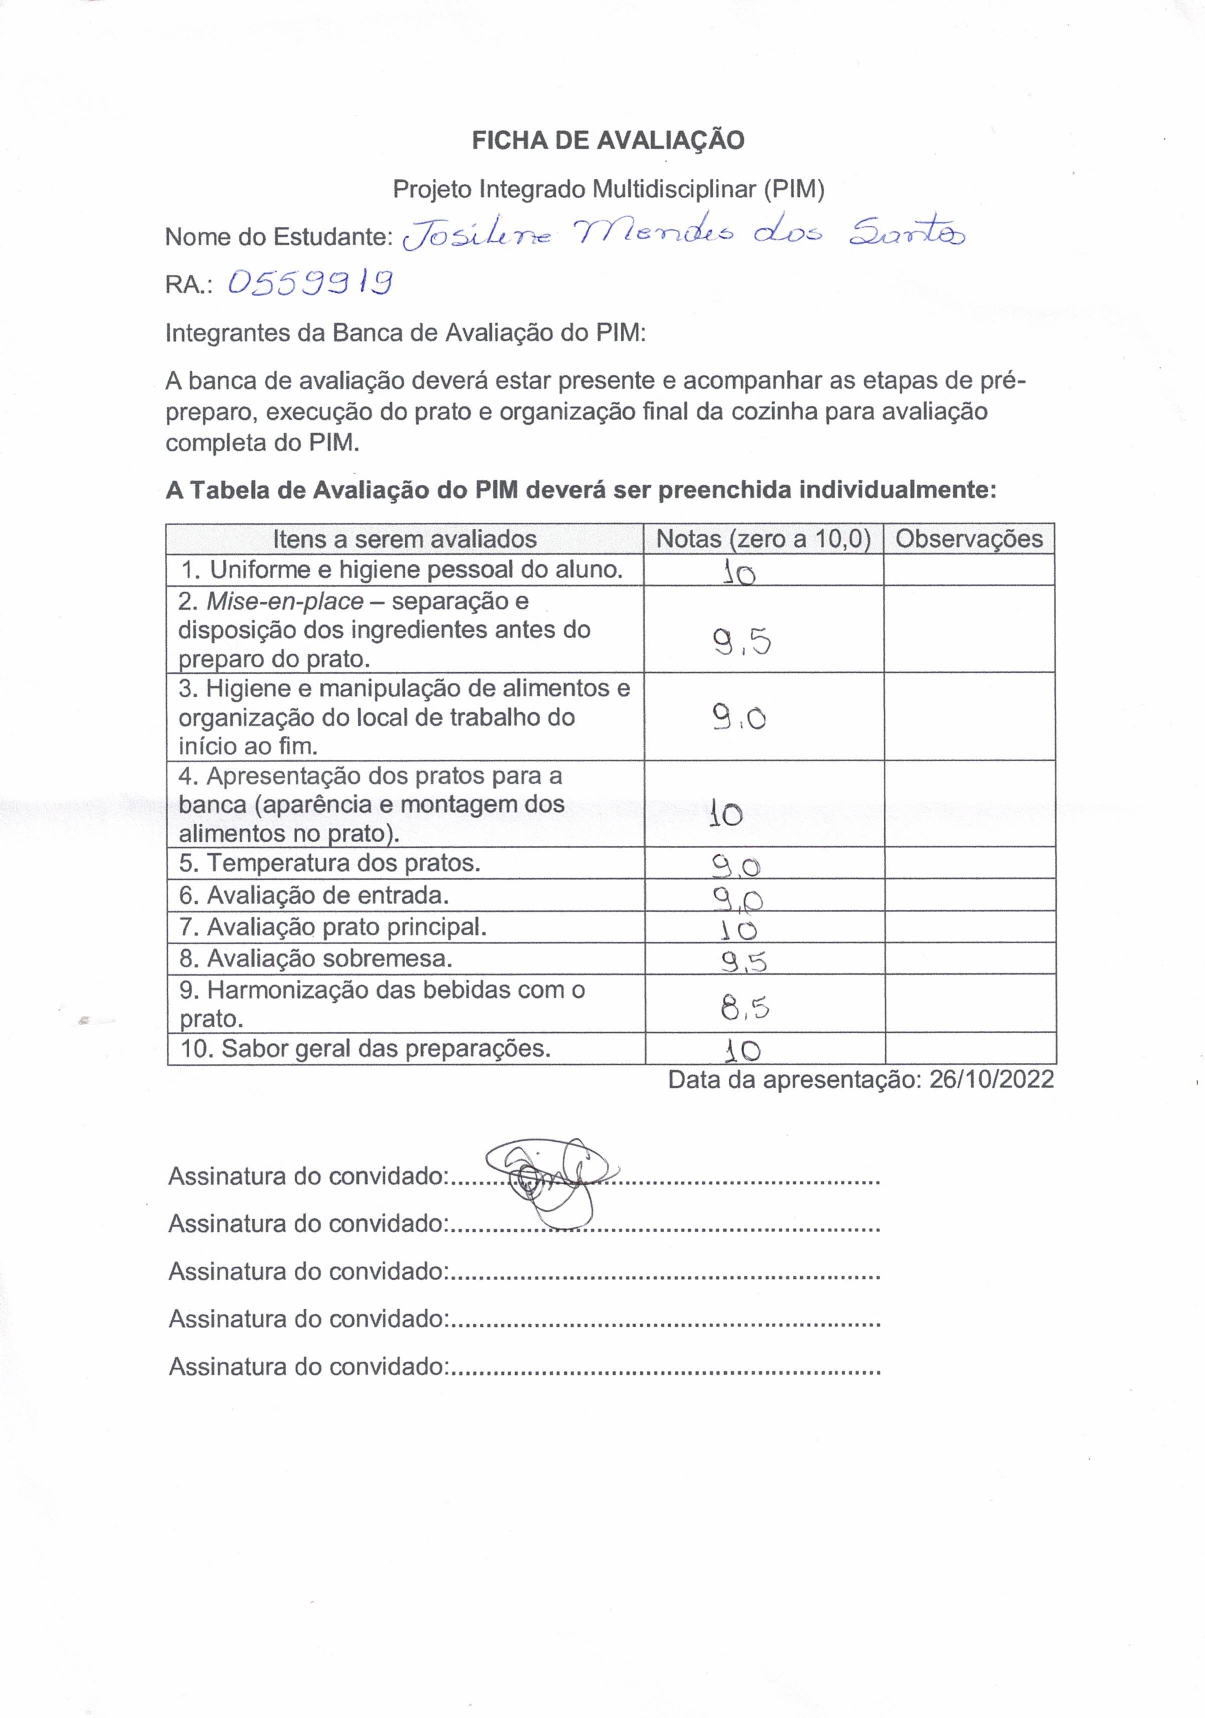 FICHA DE AVALIAÇÃO
Projeto Integrado Multidisciplinar (PIM)
Nome do Estudante: Josilene Mendes dos Santos
RA.: 0559919
Integrantes da Banca de Avaliação do PIM:
A banca de avaliação deverá estar presente e acompanhar as etapas de pré-
preparo, execução do prato e organização final da cozinha para avaliação
completa do PIM.
A Tabela de Avaliação do PIM deverá ser preenchida individualmente:
Itens a serem avaliados Notas (zero a 10,0) Observações
1. Uniforme e higiene pessoal do aluno. 10
2. Mise-en-place – separação e
disposição dos ingredientes antes do
preparo do prato. 9,5
3. Higiene e manipulação de alimentos e
organização do local de trabalho do
início ao fim. 9,0
4. Apresentação dos pratos para a
banca (aparência e montagem dos
alimentos no prato). 10
5. Temperatura dos pratos. 9,0
6. Avaliação de entrada. 9,0
7. Avaliação prato principal. 10
8. Avaliação sobremesa. 9,5
9. Harmonização das bebidas com o
prato. 8,5
10. Sabor geral das preparações. 10
Data da apresentação: 26/10/2022
Assinatura do convidado:
Assinatura do convidado:
Assinatura do convidado:
Assinatura do convidado:
Assinatura do convidado: